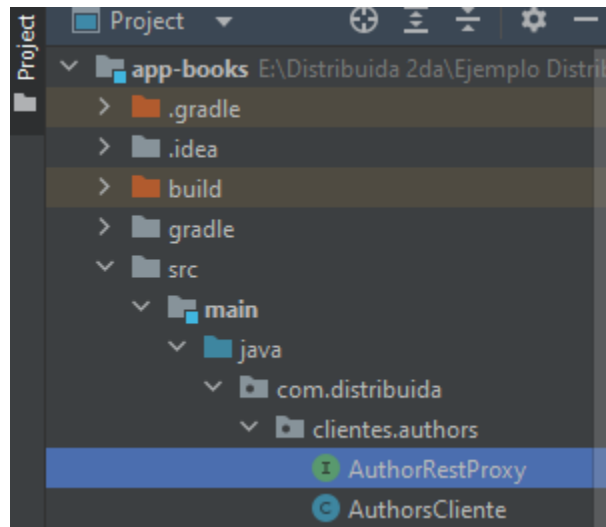 Project
Project
app-books E:\Distribuida 2da\Ejemplo Distrib
.gradle
.idea
build
gradle
src
main
java
com.distribuida
clientes.authors
I AuthorRestProxy
C AuthorsCliente